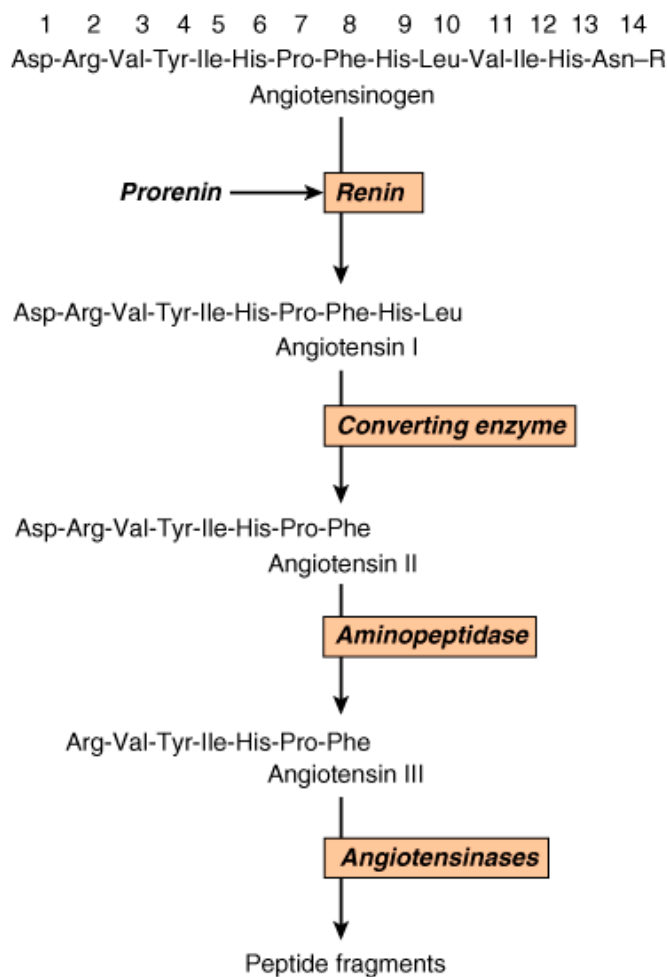 1 2 3 4 5 6 7 8 9 10 11 12 13 14
Asp-Arg-Val-Tyr-Ile-His-Pro-Phe-His-Leu-Val-Ile-His-Asn–R
Angiotensinogen
Prorenin Renin
Asp-Arg-Val-Tyr-Ile-His-Pro-Phe-His-Leu
Angiotensin I
Converting enzyme
Asp-Arg-Val-Tyr-Ile-His-Pro-Phe
Angiotensin II
Aminopeptidase
Arg-Val-Tyr-Ile-His-Pro-Phe
Angiotensin III
Angiotensinases
Peptide fragments